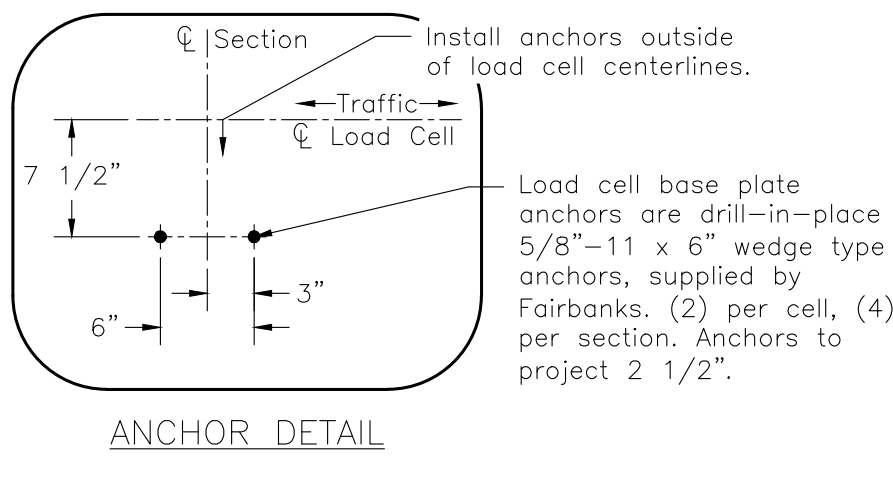 ℄ Section
Install anchors outside
of load cell centerlines.
Traffic
℄ Load Cell
7 1/2”
Load cell base plate
anchors are drill-in-place
5/8”-11 x 6” wedge type
anchors, supplied by
Fairbanks. (2) per cell, (4)
per section. Anchors to
project 2 1/2”.
3”
6”
ANCHOR DETAIL